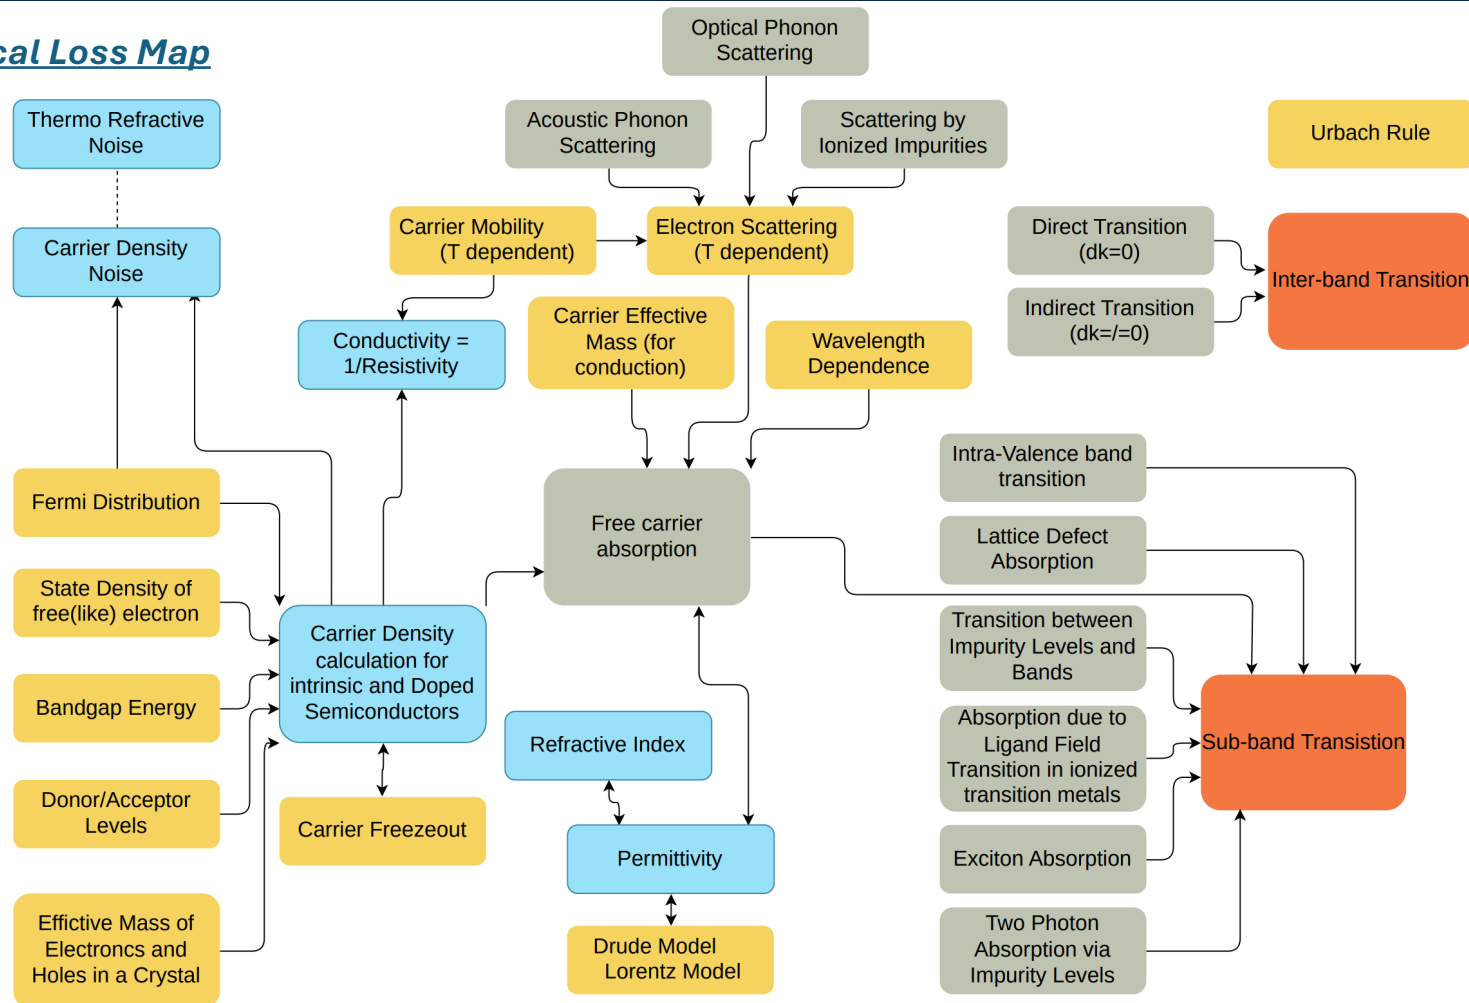 cal Loss Map
Optical Phonon
Scattering
Thermo Refractive
Noise
Acoustic Phonon
Scattering
Scattering by
Ionized Impurities
Urbach Rule
Carrier Density
Noise
Carrier Mobility
(T dependent)
Electron Scattering
(T dependent)
Direct Transition
(dk=0)
Inter-band Transition
Indirect Transition
(dk=/=0)
Conductivity =
1/Resistivity
Carrier Effective
Mass (for
conduction)
Wavelength
Dependence
Intra-Valence band
transition
Fermi Distribution
Free carrier
absorption
Lattice Defect
Absorption
State Density of
free(like) electron
Carrier Density
calculation for
intrinsic and Doped
Semiconductors
Transition between
Impurity Levels and
Bands
Bandgap Energy
Refractive Index
Absorption due to
Ligand Field
Transition in ionized
transition metals
Sub-band Transistion
Donor/Acceptor
Levels
Carrier Freezeout
Permittivity
Exciton Absorption
Effictive Mass of
Electroncs and
Holes in a Crystal
Drude Model
Lorentz Model
Two Photon
Absorption via
Impurity Levels